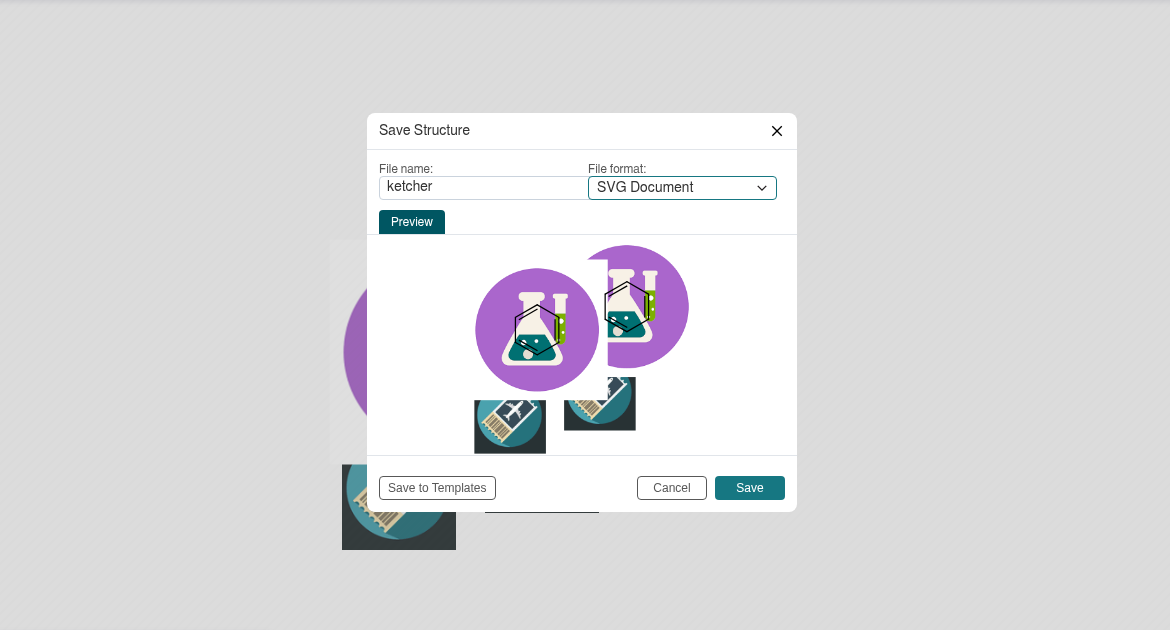 Save Structure
File name:
File format:
ketcher
SVG Document
Preview
Save to Templates
Cancel
Save